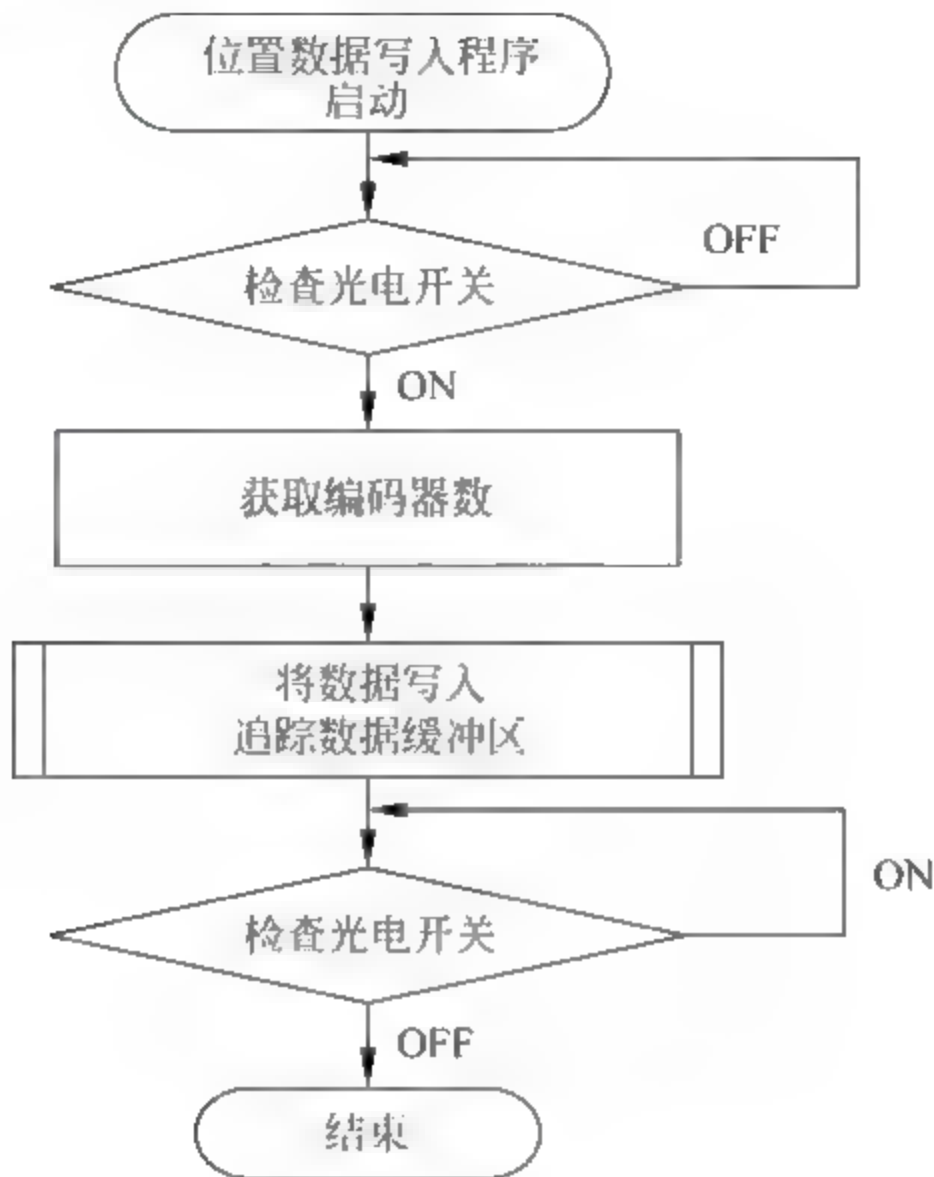 位置数据写入程序
启动
OFF
检查光电开关
ON
获取编码器数
将数据写入
追踪数据缓冲区
ON
检查光电开关
OFF
结束